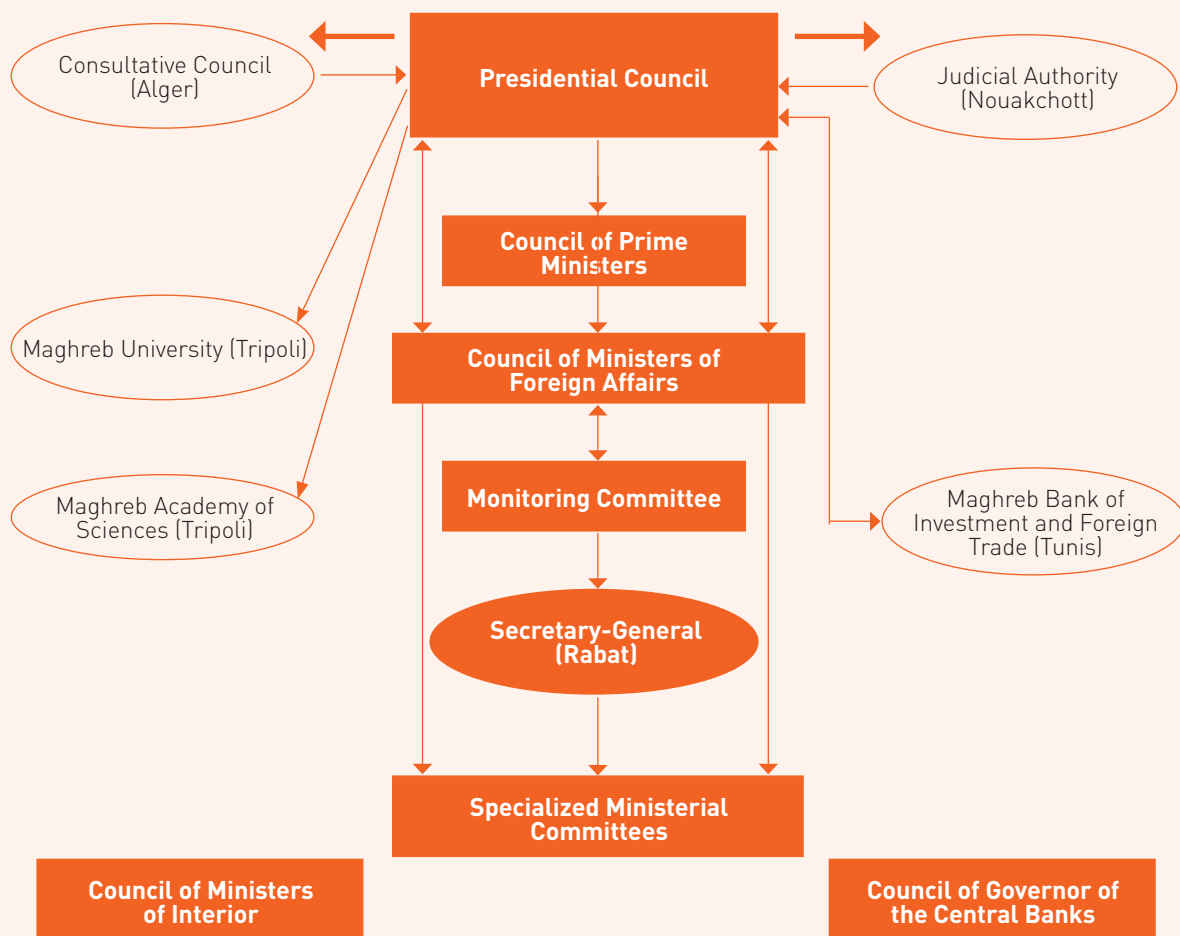 Presidential Council
Consultative Council
(Alger)
Judicial Authority
(Nouakchott)
Council of Prime
Ministers
Maghreb University (Tripoli)
Council of Ministers of
Foreign Affairs
Maghreb Academy of
Sciences (Tripoli)
Monitoring Committee
Maghreb Bank of
Investment and Foreign
Trade (Tunis)
Secretary-General
(Rabat)
Specialized Ministerial
Committees
Council of Ministers
of Interior
Council of Governor of
the Central Banks